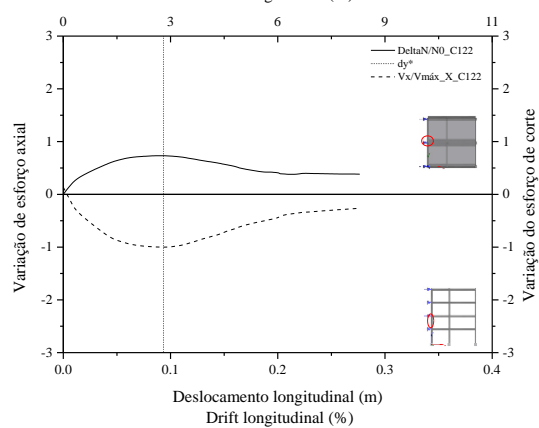 0 3 6 8 11
3
2
1
0
-1
-2
-3
Variação de esforço axial
DeltaN/N0_C122
dy*
Vx/Vmáx_X_C122
3
2
1
0
-1
-2
-3
Variação do esforço de corte
0.0 0.1 0.2 0.3 0.4
Deslocamento longitudinal (m)
Drift longitudinal (%)